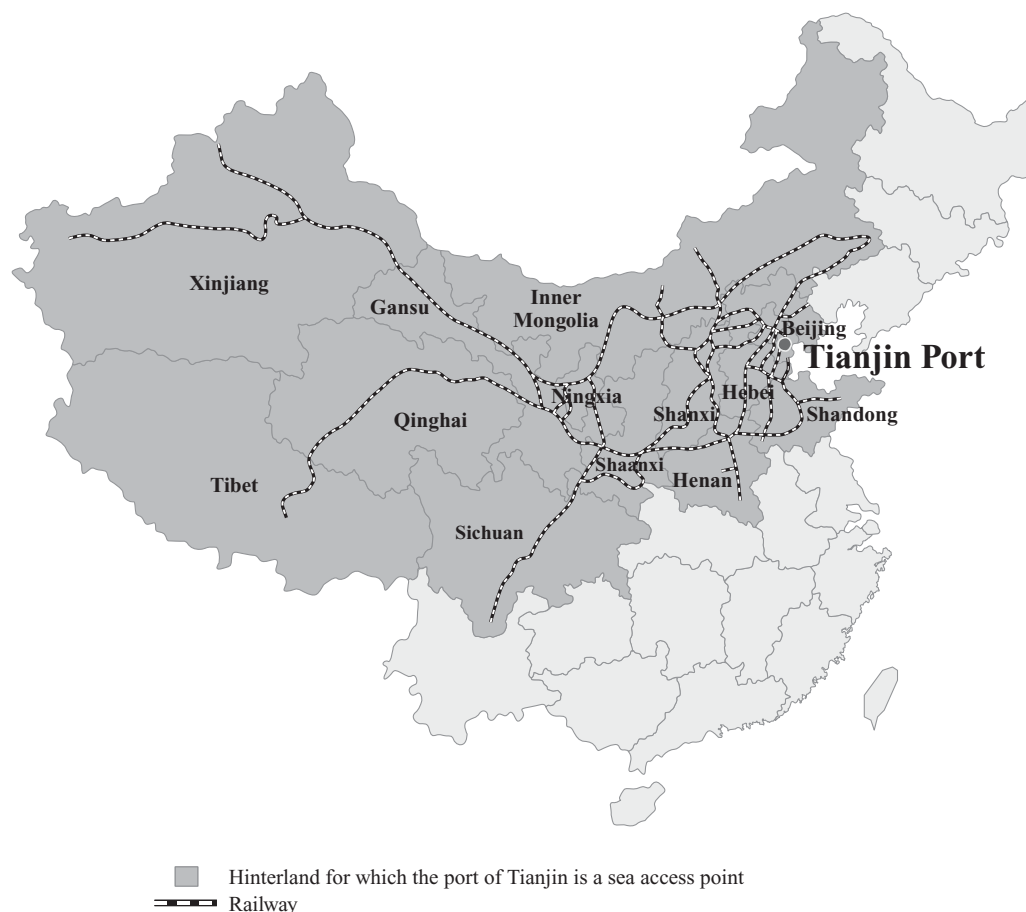 Xinjiang
Gansu
Inner
Mongolia
Beijing
Tianjin Port
Ningxia
Hebei
Qinghai
Shanxi
Shandong
Shaanxi
Tibet
Henan
Sichuan
Hinterland for which the port of Tianjin is a sea access point
Railway